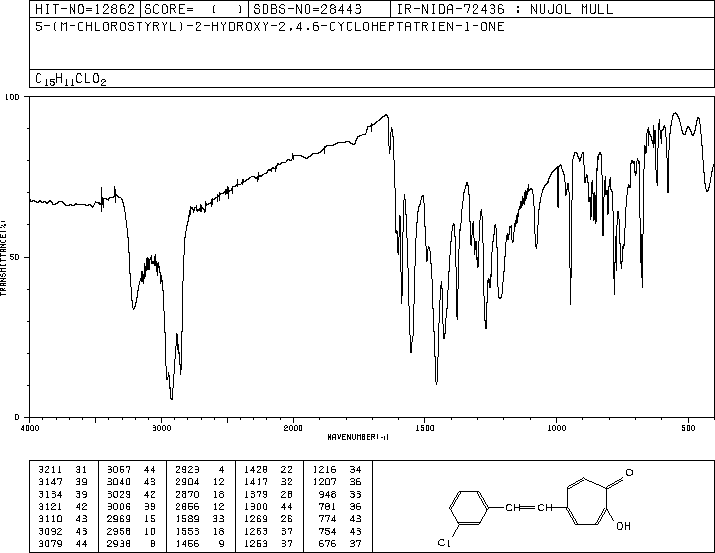 HIT-NO=12862 SCORE= ( ) SDBS-NO=28443 IR-NIDA-72436 : NUJOL MULL
5-(M-CHLOROSTYRYL)-2-HYDROXY-2,4,6-CYCLOHEPTATRIEN-1-ONE
C15H11CLO2
100
50
0
TRANSMITTANCE(%)
4000 3000 2000 1500 1000 500
WAVENUMBER(-1)
3211 31 3067 44 2923 4 1428 22 1216 34
3147 39 3040 43 2904 12 1417 32 1207 36
3134 39 3029 42 2870 18 1379 28 946 33
3121 42 3006 39 2856 12 1300 44 781 36
3110 43 2969 15 1589 33 1269 26 774 43
3092 43 2958 10 1553 18 1263 37 754 43
3079 44 2938 8 1456 9 1253 37 676 37
O
OH
Cl